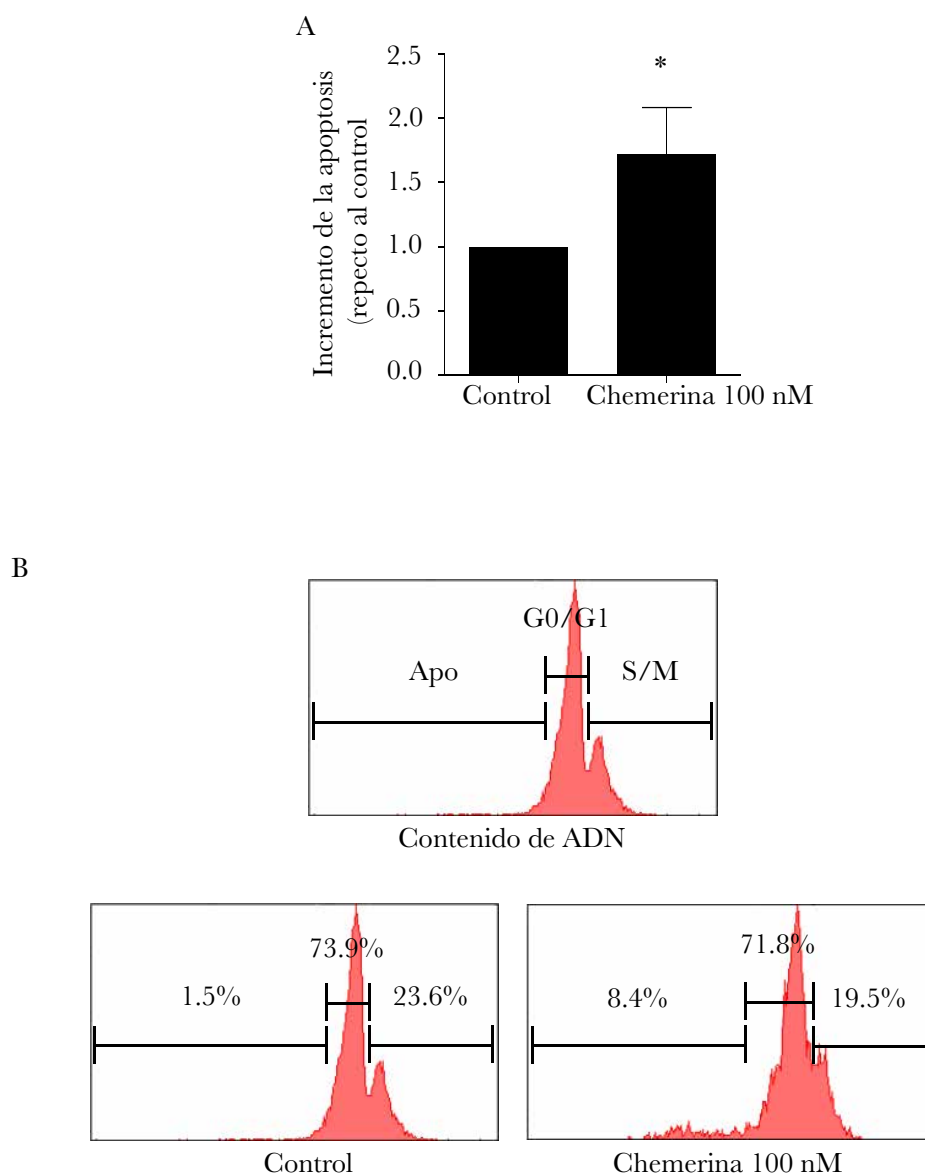 A
Incremento de la apoptosis
(repecto al control
2.5
2.0
1.5
1.0
0.5
0.0
*
Control
Chemerina 100 nM
B
G0/G1
Apo
S/M
Contenido de ADN
73.9%
1.5%
23.6%
Control
71.8%
8.4%
19.5%
Chemerina 100 nM